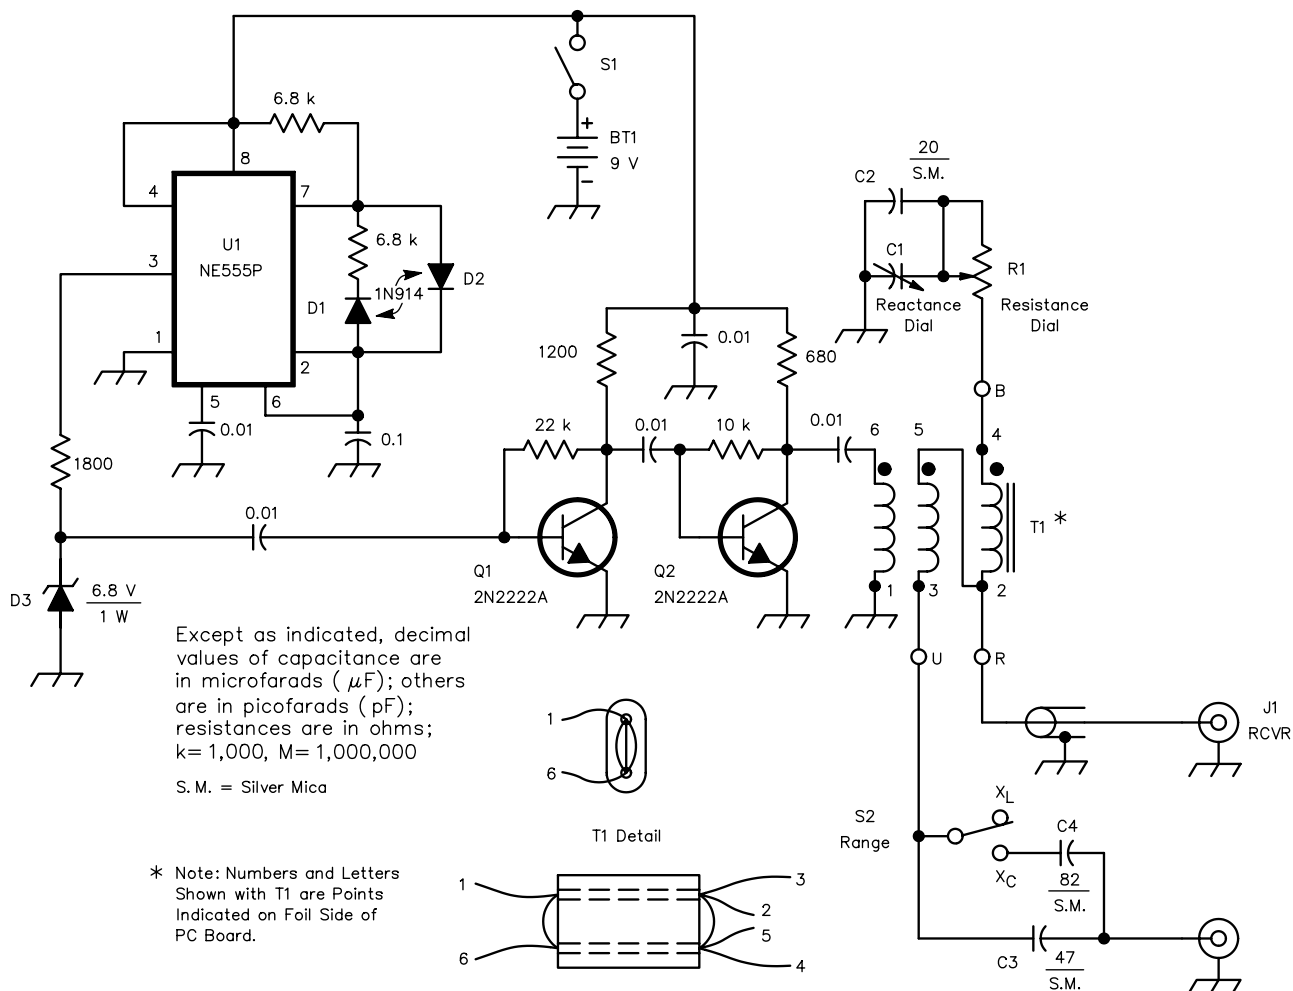 S1
6.8 k
+
BT1
9 V
−
8
4
7
U1
NE555P
6.8 k
3
1N914
D2
D1
1
2
5
6
0.01
0.1
1800
20
S.M.
C2
C1
R1
Reactance
Dial
Resistance
Dial
1200
0.01
680
B
22 k
0.01
10 k
0.01
6
5
4
T1 *
0.01
Q1
2N2222A
Q2
2N2222A
1
3
2
D3
6.8 V
1 W
U
R
Except as indicated, decimal
values of capacitance are
in microfarads ( μF); others
are in picofarads ( pF);
resistances are in ohms;
k= 1,000, M= 1,000,000
S.M. = Silver Mica
1
6
J1
RCVR
T1 Detail
S2
Range
XL
C4
XC
82
S.M.
* Note: Numbers and Letters
Shown with T1 are Points
Indicated on Foil Side of
PC Board.
1
3
2
5
6
4
C3
47
S.M.